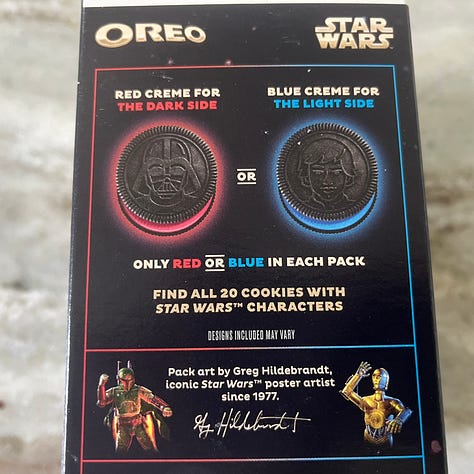 OREO
STAR
WARS
RED CREME FOR
THE DARK SIDE
BLUE CREME FOR
THE LIGHT SIDE
OR
ONLY RED OR BLUE IN EACH PACK
FIND ALL 20 COOKIES WITH
STAR WARS™ CHARACTERS
DESIGNS INCLUDED MAY VARY
Pack art by Greg Hildebrandt,
iconic Star Wars™ poster artist
since 1977.
Greg Hildebrandt